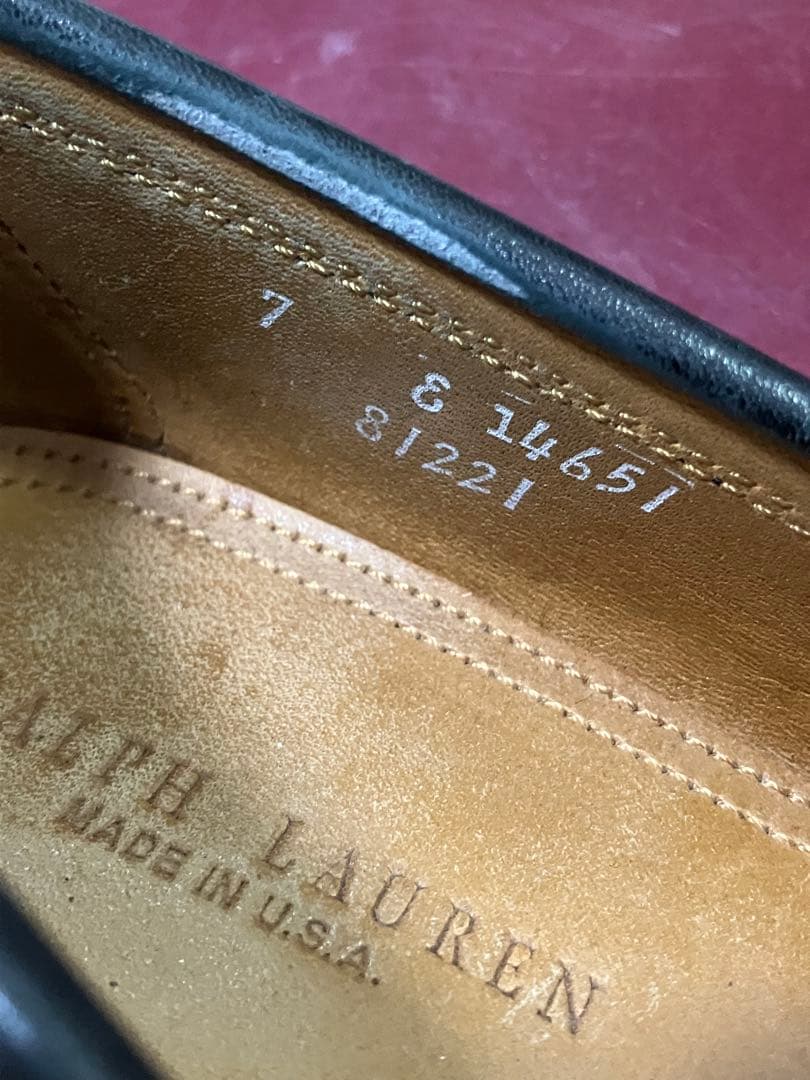 7 E 14651
81221
ALPH LAUREN
MADE IN U.S.A.